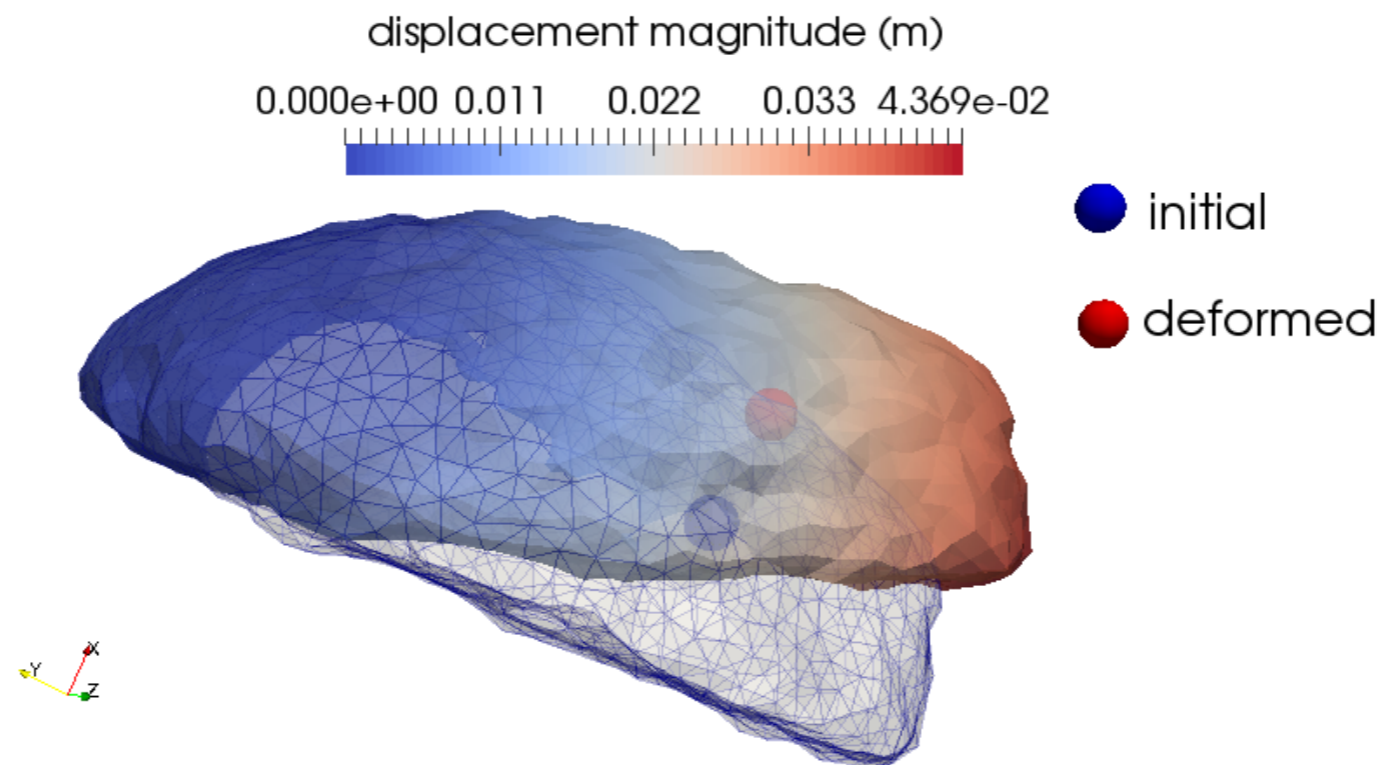 displacement magnitude (m)
0.000e+00 0.011 0.022 0.033 4.369e-02
initial
deformed
X
Y
Z